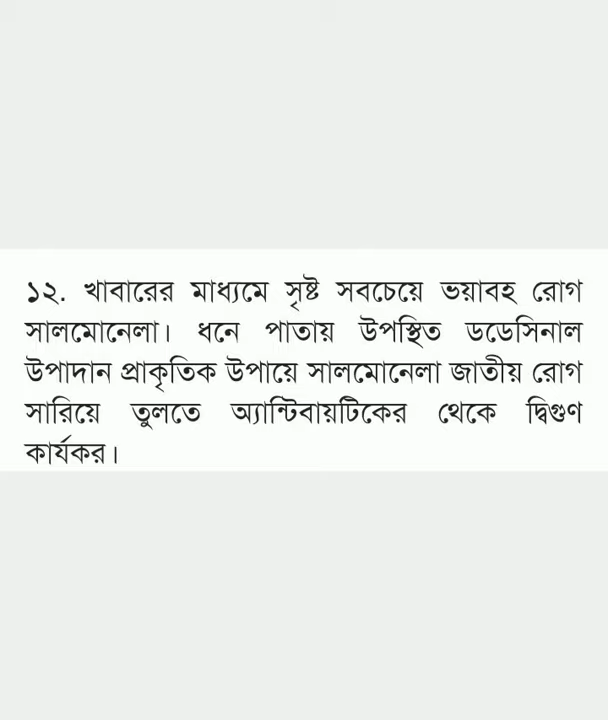 ১২. খাবারের মাধ্যমে সৃষ্ট সবচেয়ে ভয়াবহ রোগ
সালমোনেলা। ধনে পাতায় উপস্থিত ডডেসিনাল
উপাদান প্রাকৃতিক উপায়ে সালমোনেলা জাতীয় রোগ
সারিয়ে তুলতে অ্যান্টিবায়টিকের থেকে দ্বিগুণ
কার্যকর।